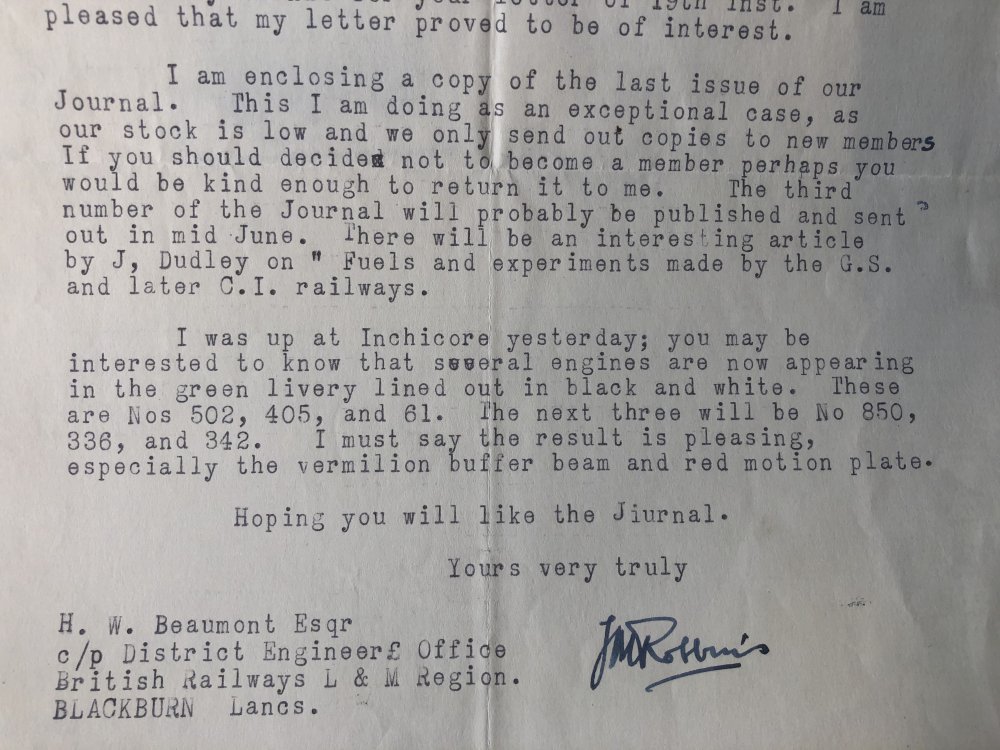 letter of 19th inst. I am
pleased that my letter proved to be of interest.
I am enclosing a copy of the last issue of our
Journal. This I am doing as an exceptional case, as
our stock is low and we only send out copies to new members
If you should decided not to become a member perhaps you
would be kind enough to return it to me. The third
number of the Journal will probably be published and sent
out in mid June. There will be an interesting article
by J, Dudley on " Fuels and experiments made by the G.S.
and later C.I. railways.
I was up at Inchicore yesterday; you may be
interested to know that several engines are now appearing
in the green livery lined out in black and white. These
are Nos 502, 405, and 61. The next three will be No 850,
336, and 342. I must say the result is pleasing,
especially the vermilion buffer beam and red motion plate.
Hoping you will like the Jiurnal.
Yours very truly
H. W. Beaumont Esqr
c/p District Engineer£ Office
British Railways L & M Region.
BLACKBURN Lancs.
JM Robbins